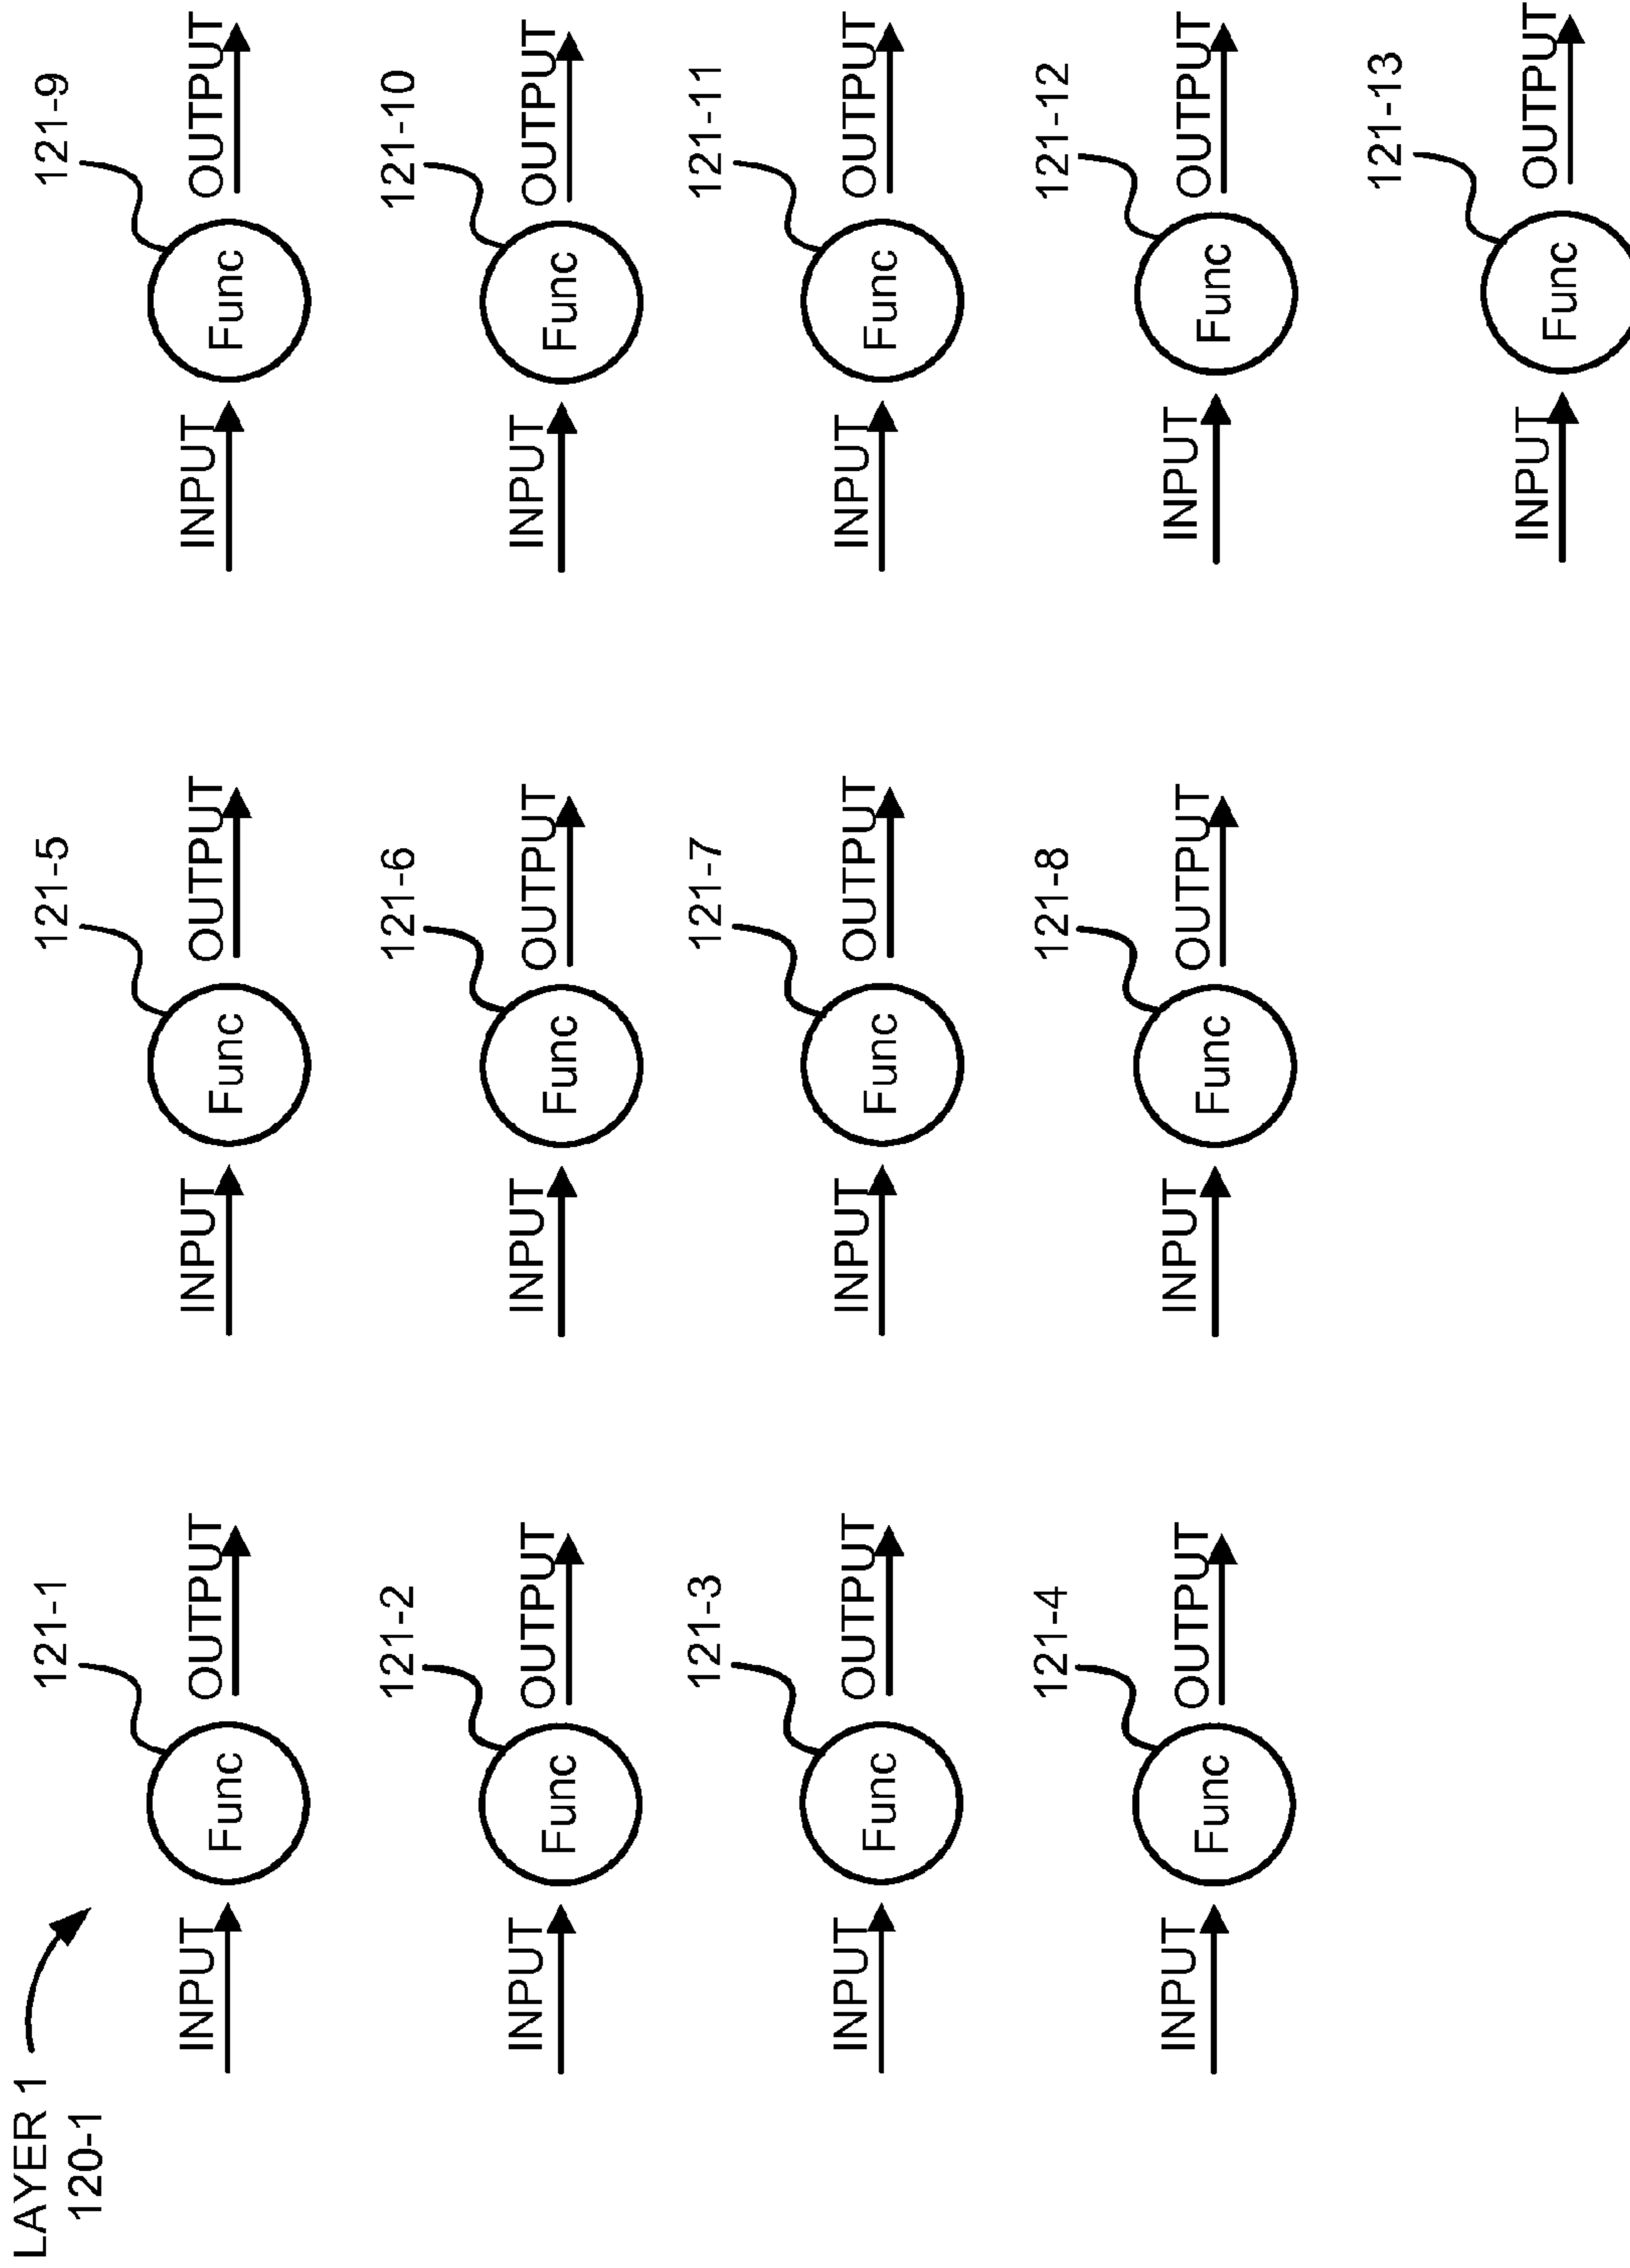 LAYER 1
120-1
121-1
INPUT
Func
OUTPUT
121-5
INPUT
Func
OUTPUT
121-9
INPUT
Func
OUTPUT
121-2
INPUT
Func
OUTPUT
121-6
INPUT
Func
OUTPUT
121-10
INPUT
Func
OUTPUT
121-3
INPUT
Func
OUTPUT
121-7
INPUT
Func
OUTPUT
121-11
INPUT
Func
OUTPUT
121-4
INPUT
Func
OUTPUT
121-8
INPUT
Func
OUTPUT
121-12
INPUT
Func
OUTPUT
121-13
INPUT
Func
OUTPUT